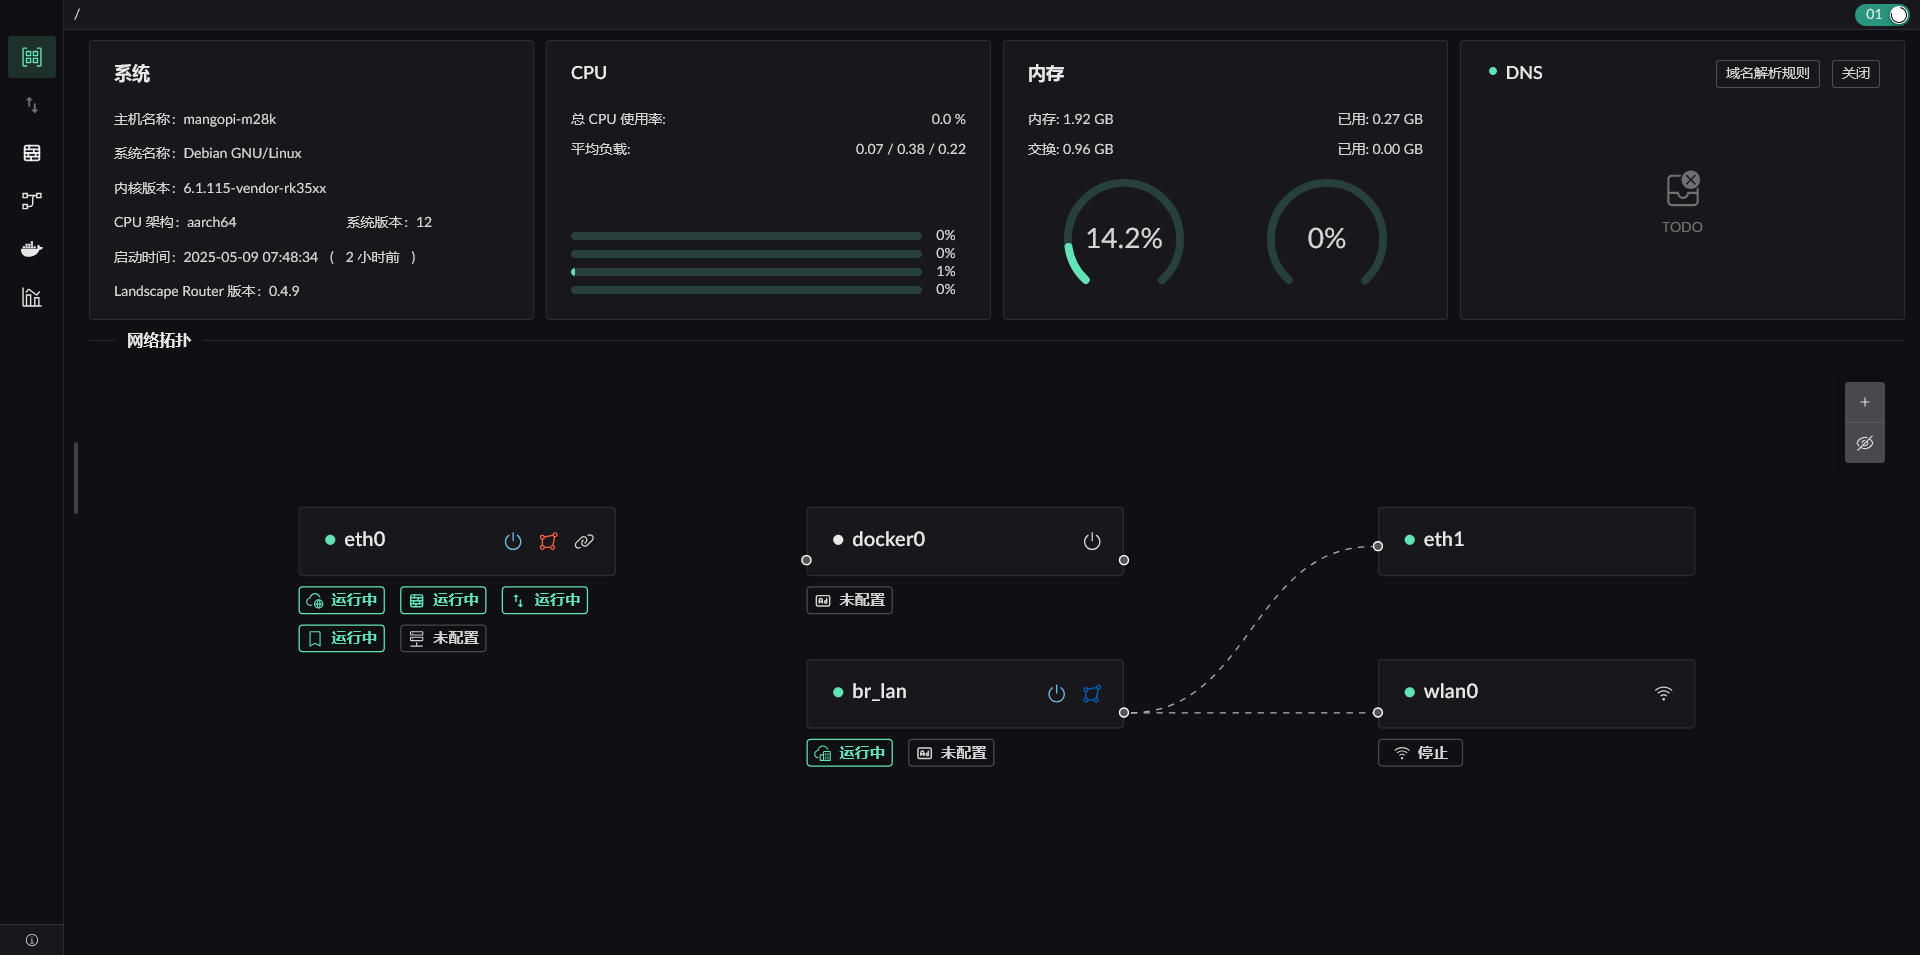 /
01
系统
主机名称：mangopi-m28k
系统名称：Debian GNU/Linux
内核版本：6.1.115-vendor-rk35xx
CPU 架构：aarch64 系统版本：12
启动时间：2025-05-09 07:48:34 （ 2 小时前 ）
Landscape Router 版本：0.4.9
CPU
总 CPU 使用率: 0.0 %
平均负载: 0.07 / 0.38 / 0.22
0%
0%
1%
0%
内存
内存: 1.92 GB 已用: 0.27 GB
交换: 0.96 GB 已用: 0.00 GB
14.2% 0%
DNS 域名解析规则 关闭
TODO
网络拓扑
+
eth0
运行中 运行中 运行中
运行中 未配置
docker0
Ad 未配置
br_lan
运行中 Ad 未配置
eth1
wlan0
停止